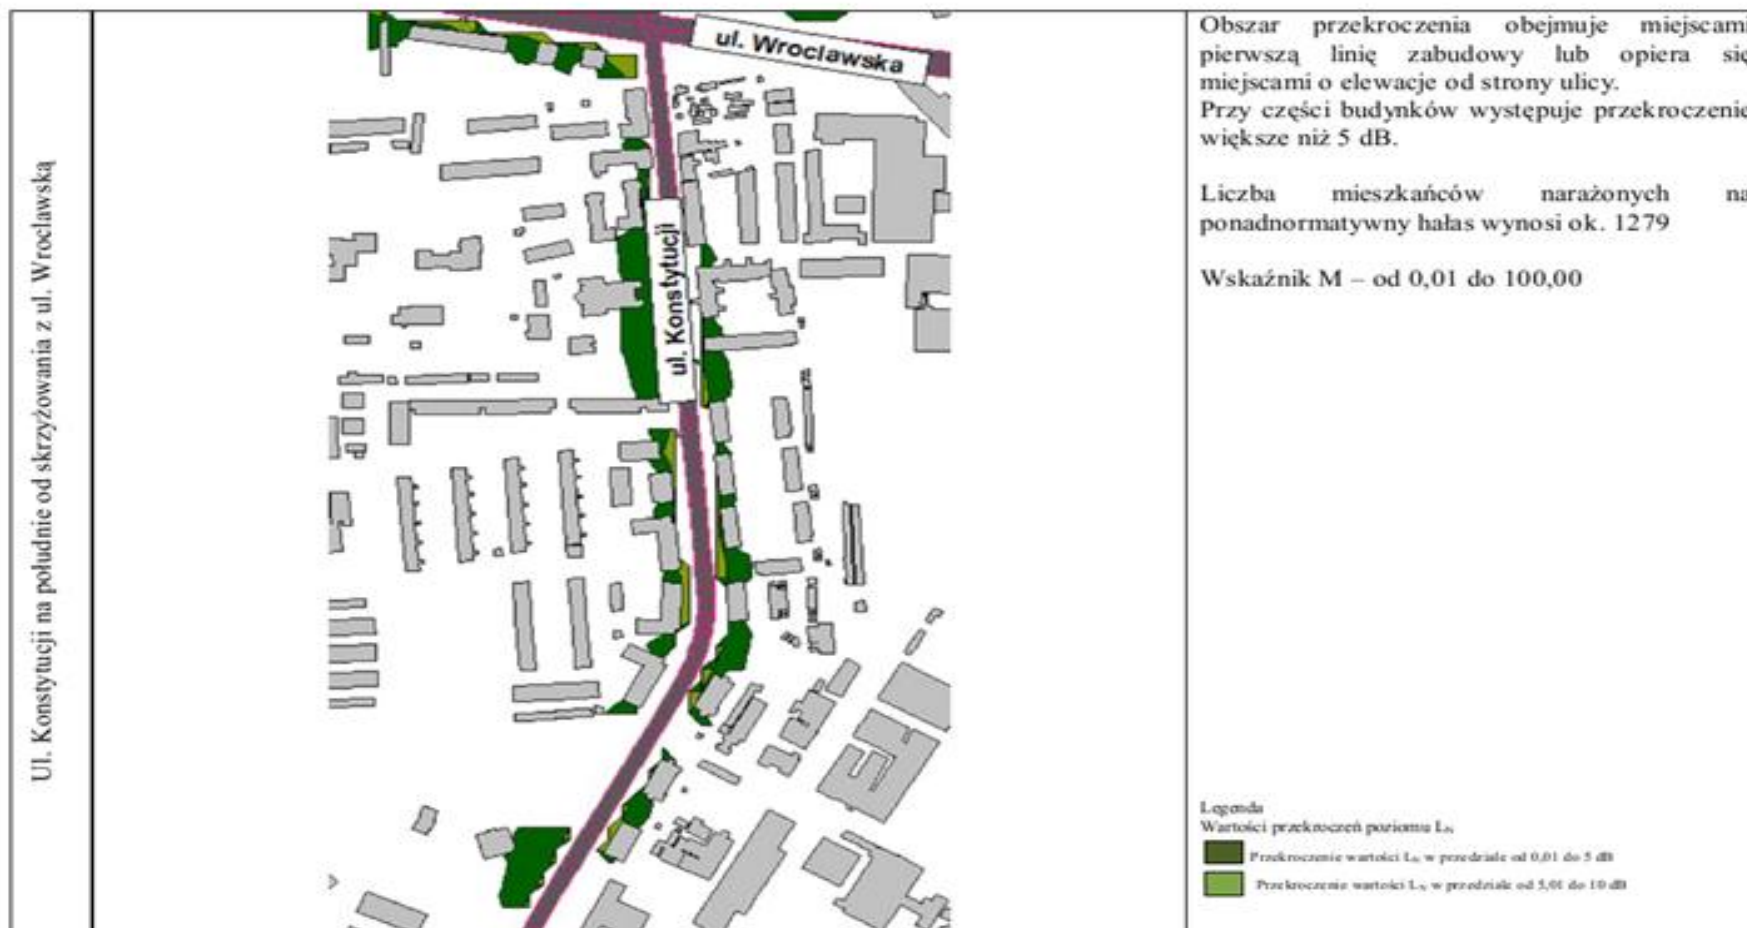 Ul. Konstytucji na południe od skrzyżowania z ul. Wrocławską
ul. Wrocławska
ul. Konstytucji
Obszar przekroczenia obejmuje miejscami
pierwszą linię zabudowy lub opiera się
miejscami o elewacje od strony ulicy.
Przy części budynków występuje przekroczenie
większe niż 5 dB.
Liczba mieszkańców narażonych na
ponadnormatywny hałas wynosi ok. 1279
Wskaźnik M – od 0,01 do 100,00
Legenda
Wartości przekroczeń poziomu LN
Przekroczenie wartości LN w przedziale od 0,01 do 5 dB
Przekroczenie wartości LN w przedziale od 5,01 do 10 dB